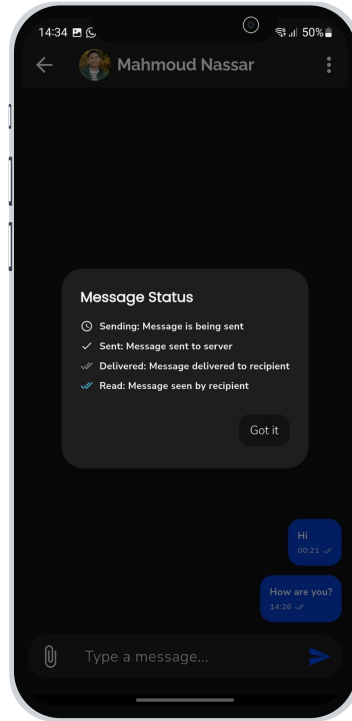 14:34 50%
Mahmoud Nassar
Message Status
Sending: Message is being sent
Sent: Message sent to server
Delivered: Message delivered to recipient
Read: Message seen by recipient
Got it
Hi
00:21
How are you?
14:26
Type a message...